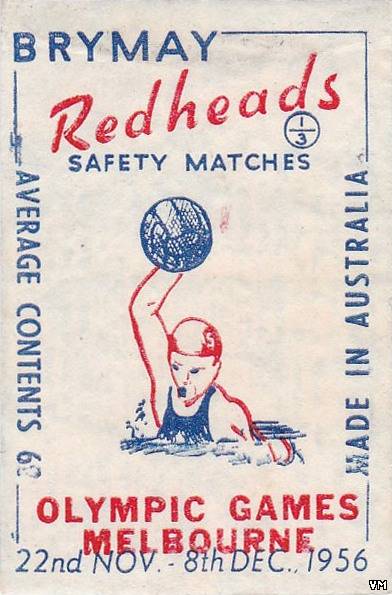 BRYMAY
Redheads
1/3
SAFETY MATCHES
AVERAGE CONTENTS
MADE IN AUSTRALIA
OLYMPIC GAMES
MELBOURNE
22nd NOV. - 8th DEC., 1956
VM